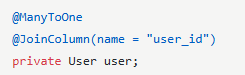 @ManyToOne
@JoinColumn(name = "user_id")
private User user;